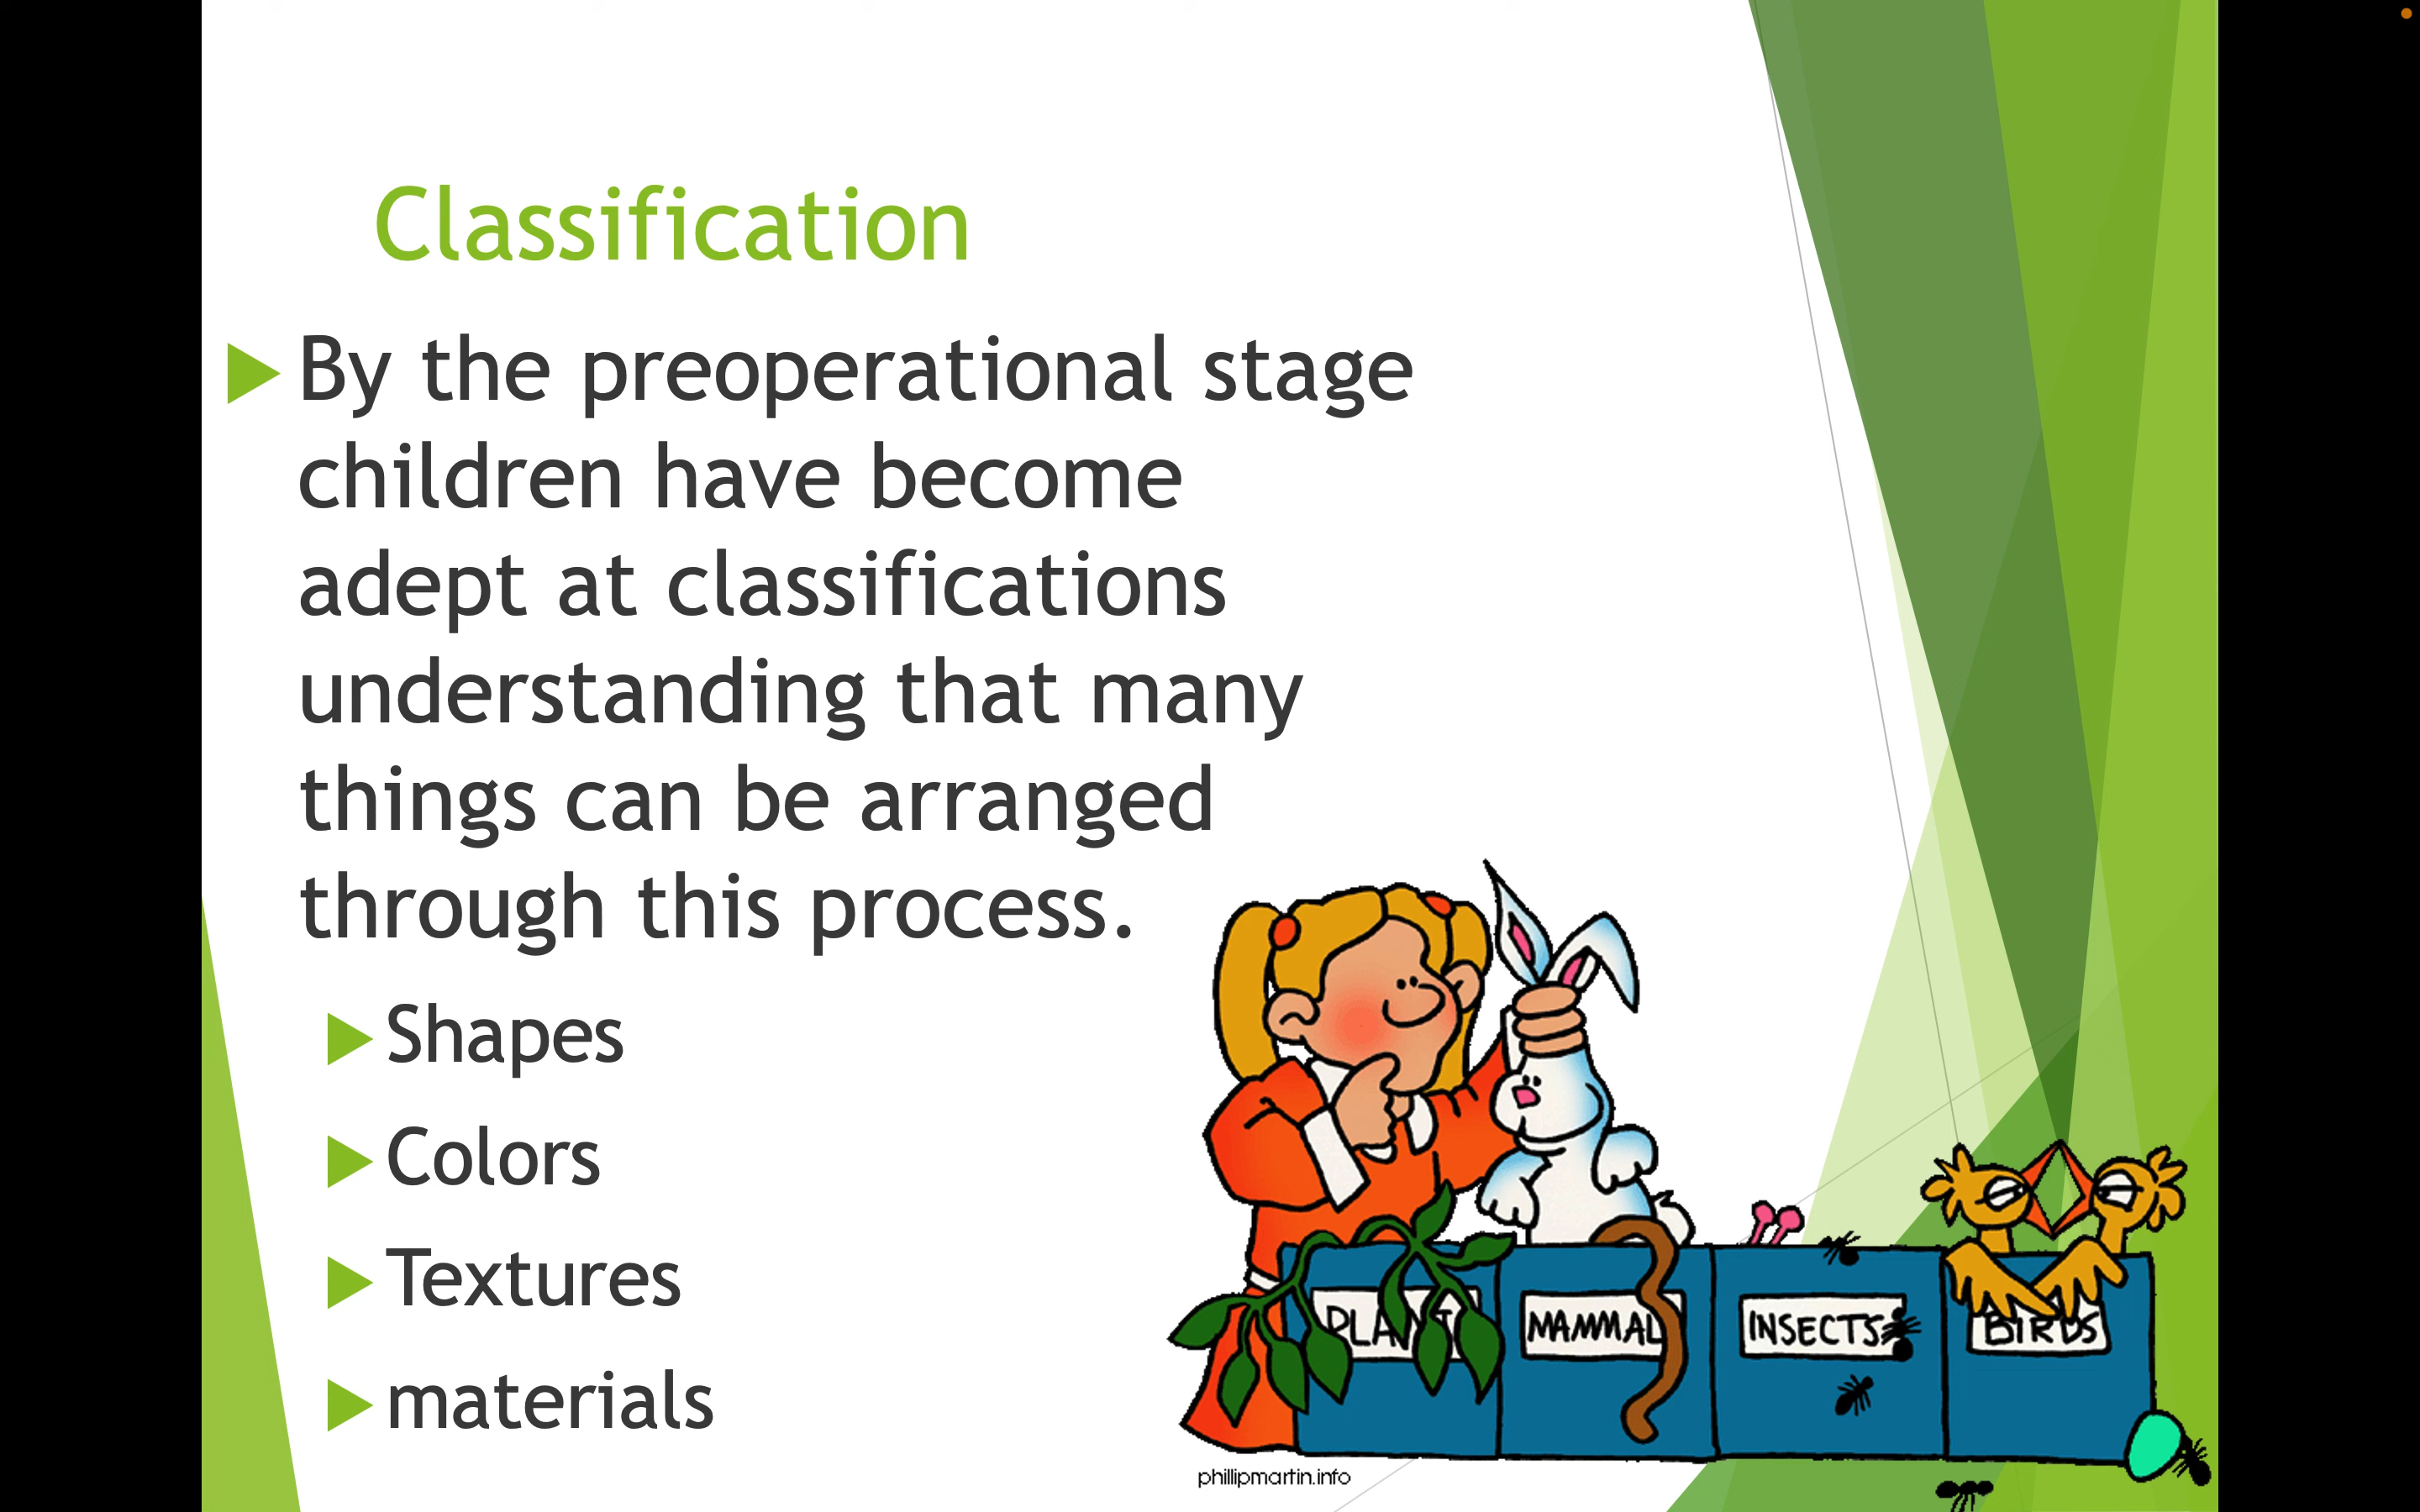 Classification
By the preoperational stage
children have become
adept at classifications
understanding that many
things can be arranged
through this process.
Shapes
Colors
Textures
materials
PLANT
MAMMAL
INSECTS
BIRDS
phillipmartin.info